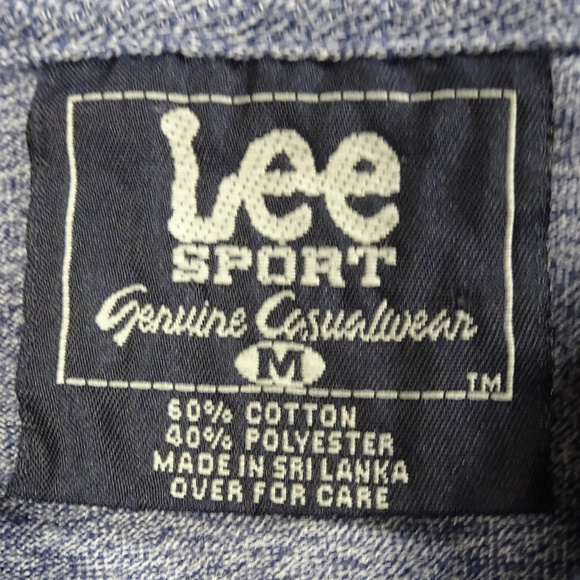 Lee
SPORT
Genuine Casualwear
M
TM
60% COTTON
40% POLYESTER
MADE IN SRI LANKA
OVER FOR CARE